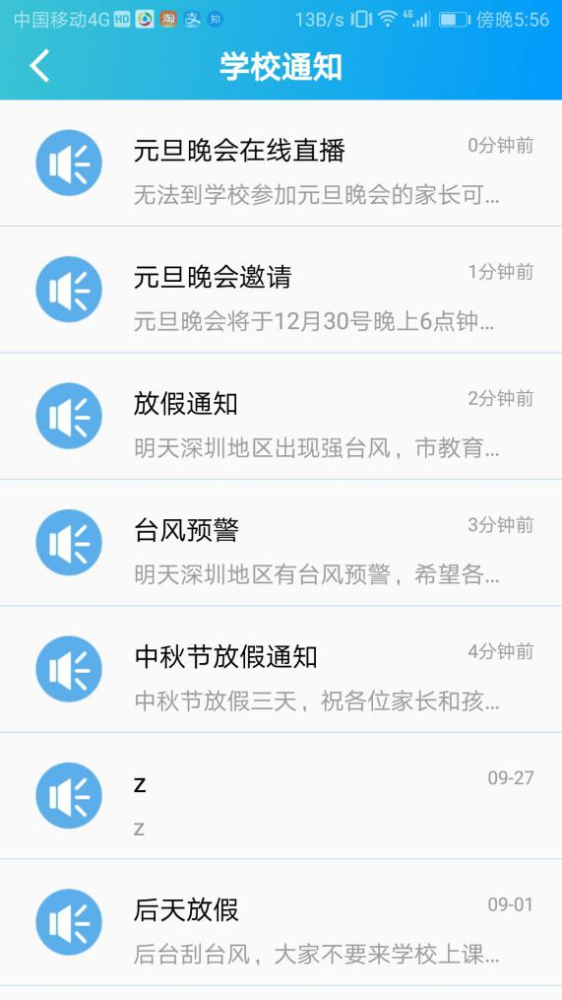 中国移动4G HD 淘 支 知 13B/s 4G 傍晚5:56
学校通知
元旦晚会在线直播 0分钟前
无法到学校参加元旦晚会的家长可...
元旦晚会邀请 1分钟前
元旦晚会将于12月30号晚上6点钟...
放假通知 2分钟前
明天深圳地区出现强台风，市教育...
台风预警 3分钟前
明天深圳地区有台风预警，希望各...
中秋节放假通知 4分钟前
中秋节放假三天，祝各位家长和孩...
z 09-27
z
后天放假 09-01
后台刮台风，大家不要来学校上课...